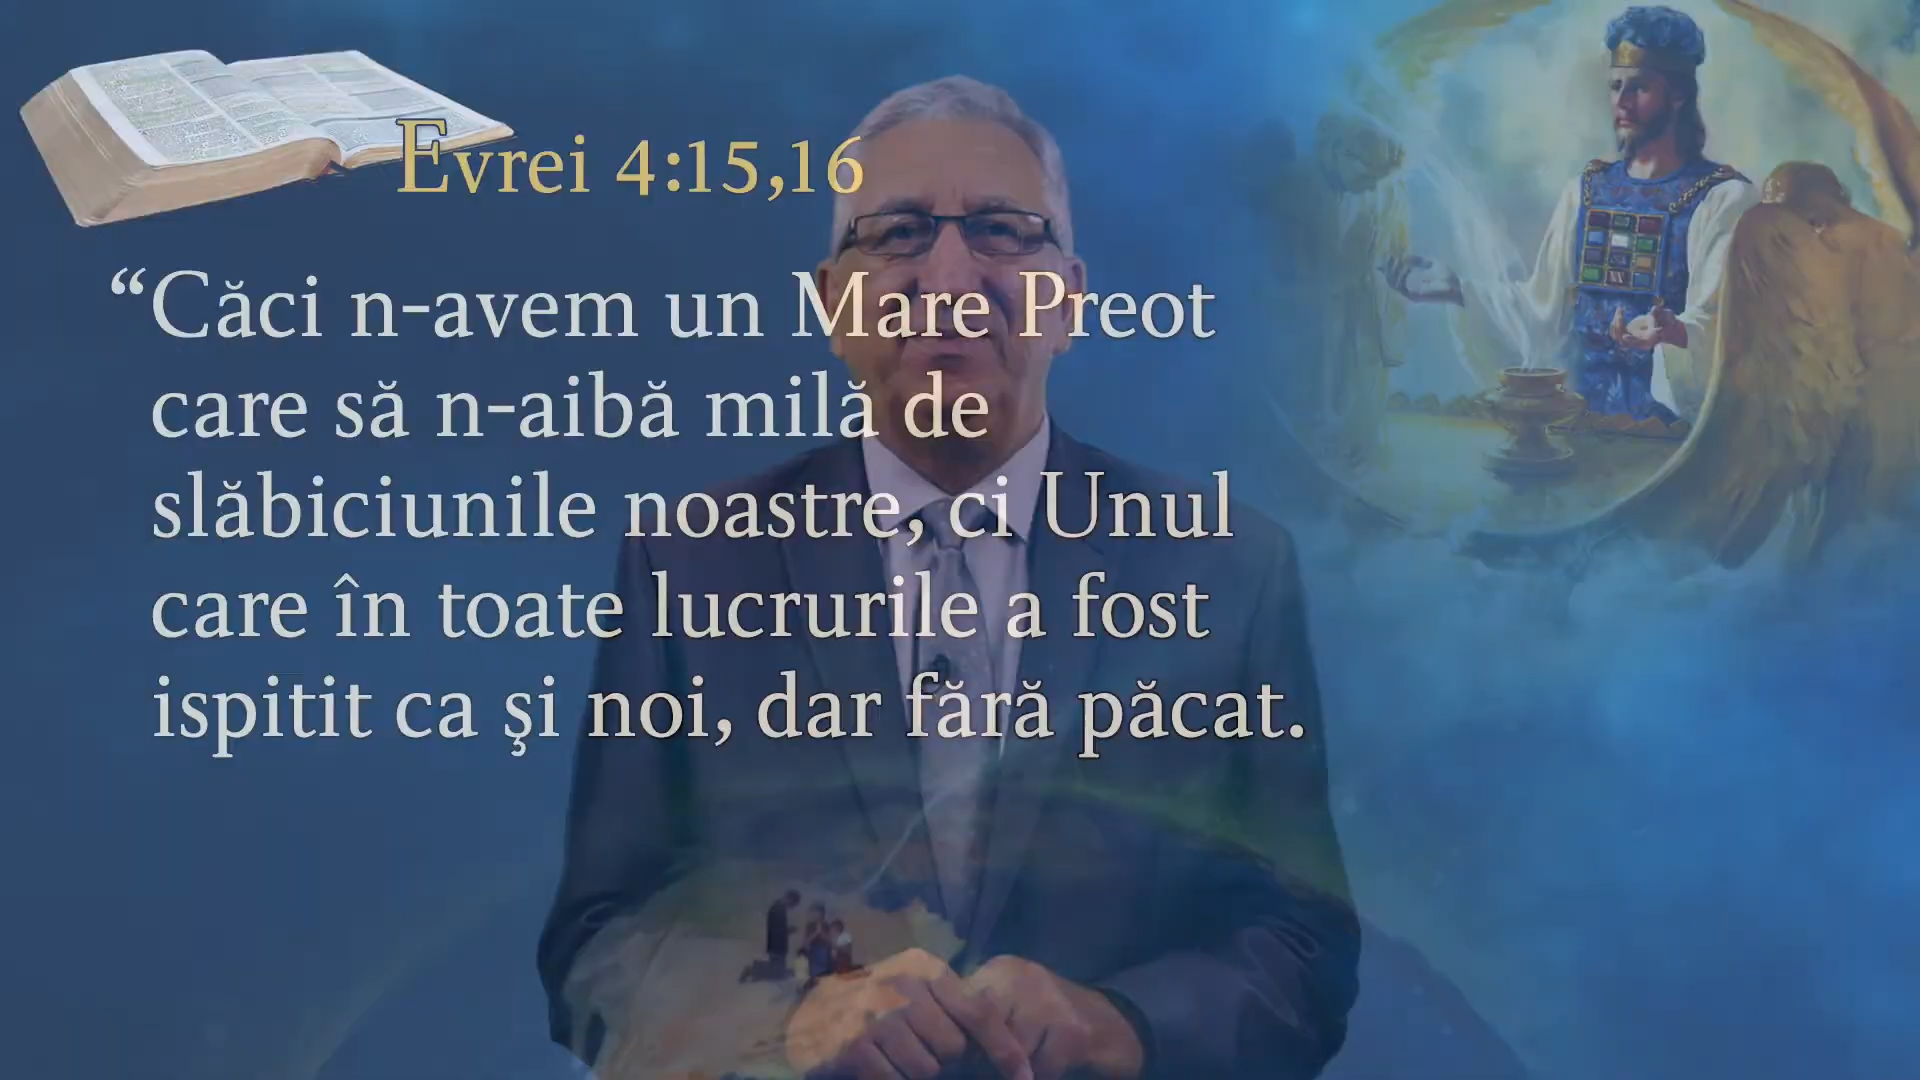 Evrei 4:15,16
“Căci n-avem un Mare Preot
care să n-aibă milă de
slăbiciunile noastre, ci Unul
care în toate lucrurile a fost
ispitit ca şi noi, dar fără păcat.